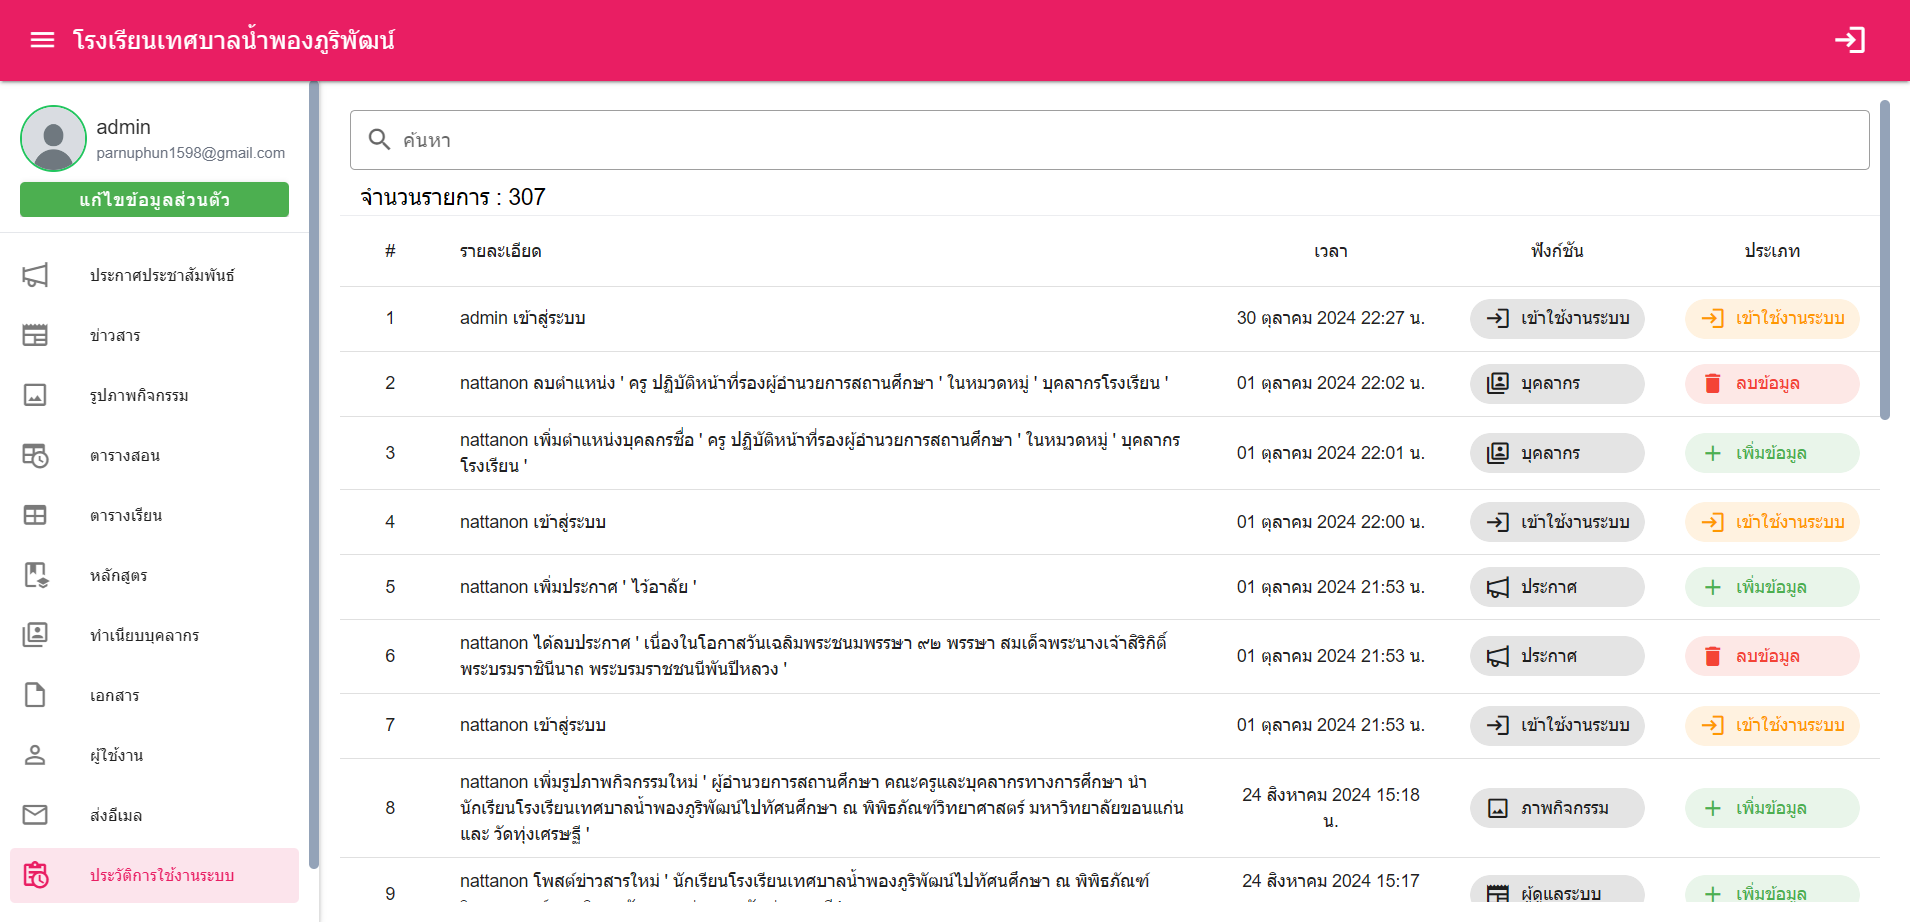 โรงเรียนเทศบาลน้ำพองภูริพัฒน์
admin
parnuphun1598@gmail.com
แก้ไขข้อมูลส่วนตัว
ประกาศประชาสัมพันธ์
ข่าวสาร
รูปภาพกิจกรรม
ตารางสอน
ตารางเรียน
หลักสูตร
ทำเนียบบุคลากร
เอกสาร
ผู้ใช้งาน
ส่งอีเมล
ประวัติการใช้งานระบบ
ค้นหา
จำนวนรายการ : 307
# รายละเอียด เวลา ฟังก์ชัน ประเภท
1 admin เข้าสู่ระบบ 30 ตุลาคม 2024 22:27 น. เข้าใช้งานระบบ เข้าใช้งานระบบ
2 nattanon ลบตำแหน่ง ' ครู ปฏิบัติหน้าที่รองผู้อำนวยการสถานศึกษา ' ในหมวดหมู่ ' บุคลากรโรงเรียน ' 01 ตุลาคม 2024 22:02 น. บุคลากร ลบข้อมูล
nattanon เพิ่มตำแหน่งบุคลกรชื่อ ' ครู ปฏิบัติหน้าที่รองผู้อำนวยการสถานศึกษา ' ในหมวดหมู่ ' บุคลากร
โรงเรียน '
3 01 ตุลาคม 2024 22:01 น. บุคลากร เพิ่มข้อมูล
4 nattanon เข้าสู่ระบบ 01 ตุลาคม 2024 22:00 น. เข้าใช้งานระบบ เข้าใช้งานระบบ
5 nattanon เพิ่มประกาศ ' ไว้อาลัย ' 01 ตุลาคม 2024 21:53 น. ประกาศ เพิ่มข้อมูล
nattanon ได้ลบประกาศ ' เนื่องในโอกาสวันเฉลิมพระชนมพรรษา ๙๒ พรรษา สมเด็จพระนางเจ้าสิริกิติ์
พระบรมราชินีนาถ พระบรมราชชนนีพันปีหลวง '
6 01 ตุลาคม 2024 21:53 น. ประกาศ ลบข้อมูล
7 nattanon เข้าสู่ระบบ 01 ตุลาคม 2024 21:53 น. เข้าใช้งานระบบ เข้าใช้งานระบบ
nattanon เพิ่มรูปภาพกิจกรรมใหม่ ' ผู้อำนวยการสถานศึกษา คณะครูและบุคลากรทางการศึกษา นำ
นักเรียนโรงเรียนเทศบาลน้ำพองภูริพัฒน์ไปทัศนศึกษา ณ พิพิธภัณฑ์วิทยาศาสตร์ มหาวิทยาลัยขอนแก่น
และ วัดทุ่งเศรษฐี '
8 24 สิงหาคม 2024 15:18
น.
ภาพกิจกรรม เพิ่มข้อมูล
nattanon โพสต์ข่าวสารใหม่ ' นักเรียนโรงเรียนเทศบาลน้ำพองภูริพัฒน์ไปทัศนศึกษา ณ พิพิธภัณฑ์
9 24 สิงหาคม 2024 15:17
ผู้ดูแลระบบ เพิ่มข้อมูล